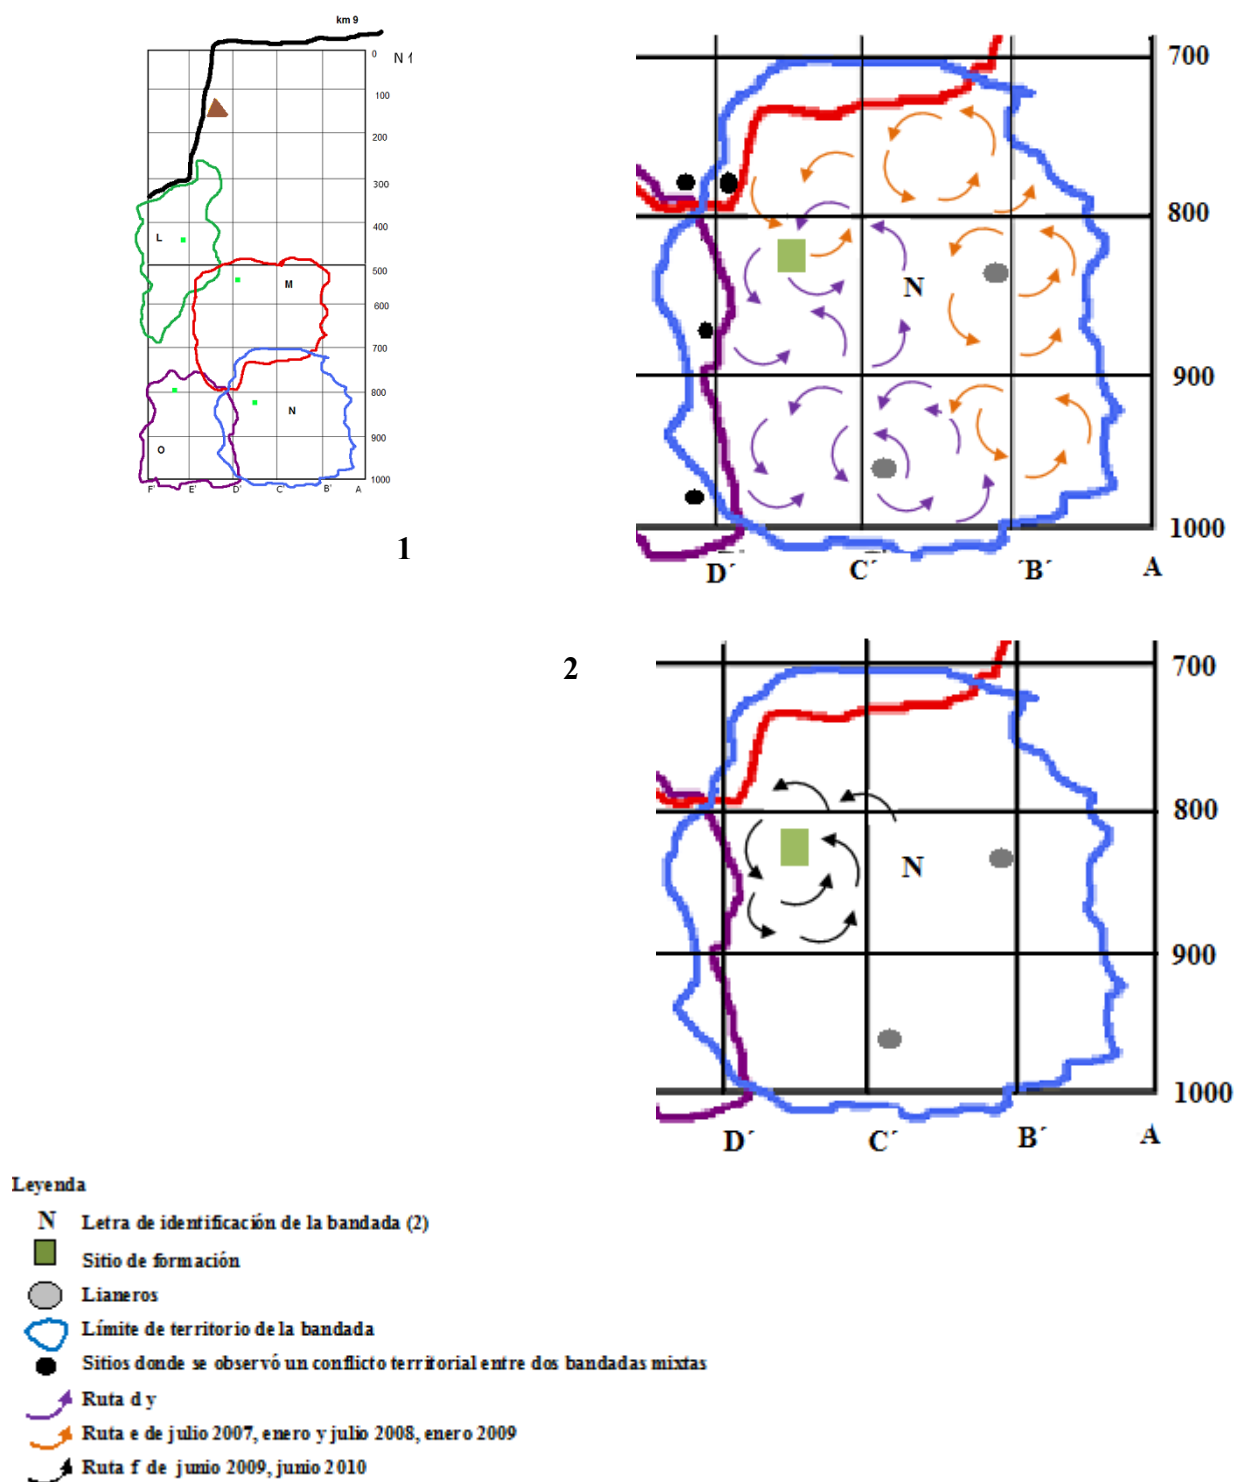 km 9
0 N 1
100
200
300
400
500
600
700
800
900
1000
L
M
N
O
F' E' D' C' B' A
1
700
800
900
1000
N
D´ C´ ´B´ A
2
700
800
900
1000
N
D´ C´ B´ A
Leyenda
N Letra de identificación de la bandada (2)
Sitio de formación
Lianeros
Límite de territorio de la bandada
Sitios donde se observó un conflicto territorial entre dos bandadas mixtas
Ruta d y
Ruta e de julio 2007, enero y julio 2008, enero 2009
Ruta f de junio 2009, junio 2010